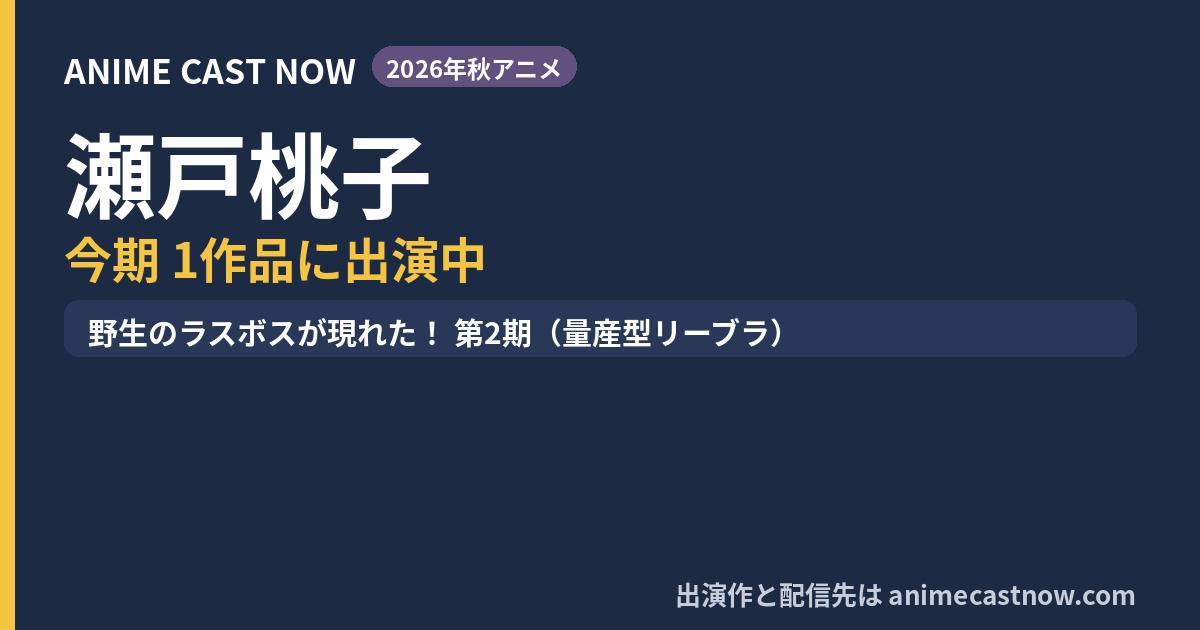 ANIME CAST NOW 2026年秋アニメ
瀬戸桃子
今期 1作品に出演中
野生のラスボスが現れた！ 第2期（量産型リーブラ）
出演作と配信先は animecastnow.com